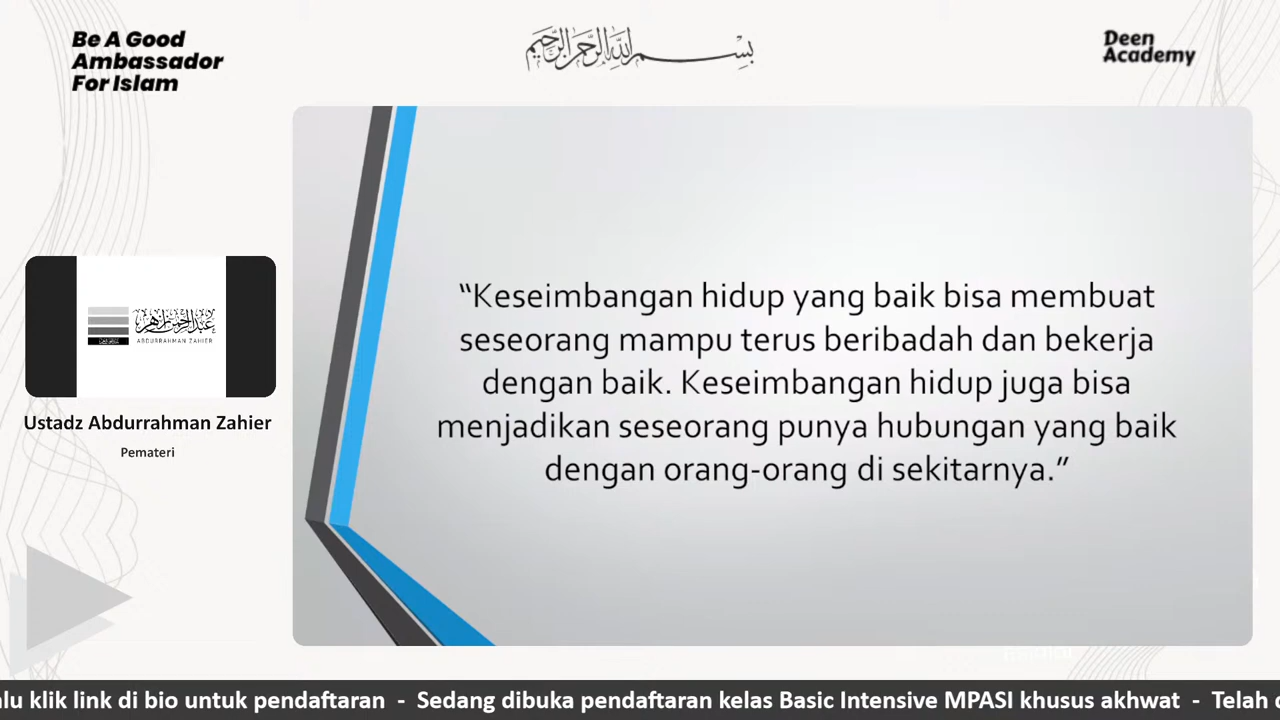 Be A Good
Ambassador
For Islam
بسم الله الرحمن الرحيم
Deen
Academy
“Keseimbangan hidup yang baik bisa membuat
seseorang mampu terus beribadah dan bekerja
dengan baik. Keseimbangan hidup juga bisa
menjadikan seseorang punya hubungan yang baik
dengan orang-orang di sekitarnya.”
عبدالرحمن زاهر
ABDURRAHMAN ZAHIER
Ustadz Abdurrahman Zahier
Pemateri
klik link di bio untuk pendaftaran - Sedang dibuka pendaftaran kelas Basic Intensive MPASI khusus akhwat - Telah